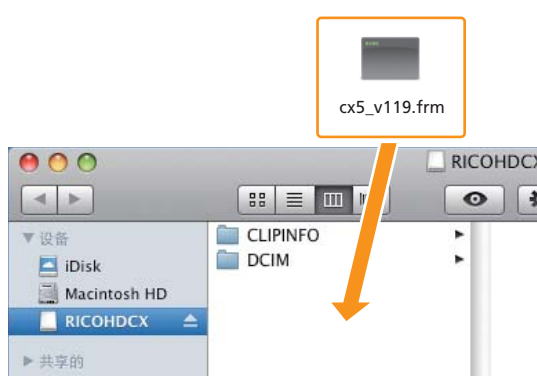 cx5_v119.frm
RICOHDCX
设备
CLIPINFO
iDisk
DCIM
Macintosh HD
RICOHDCX
共享的